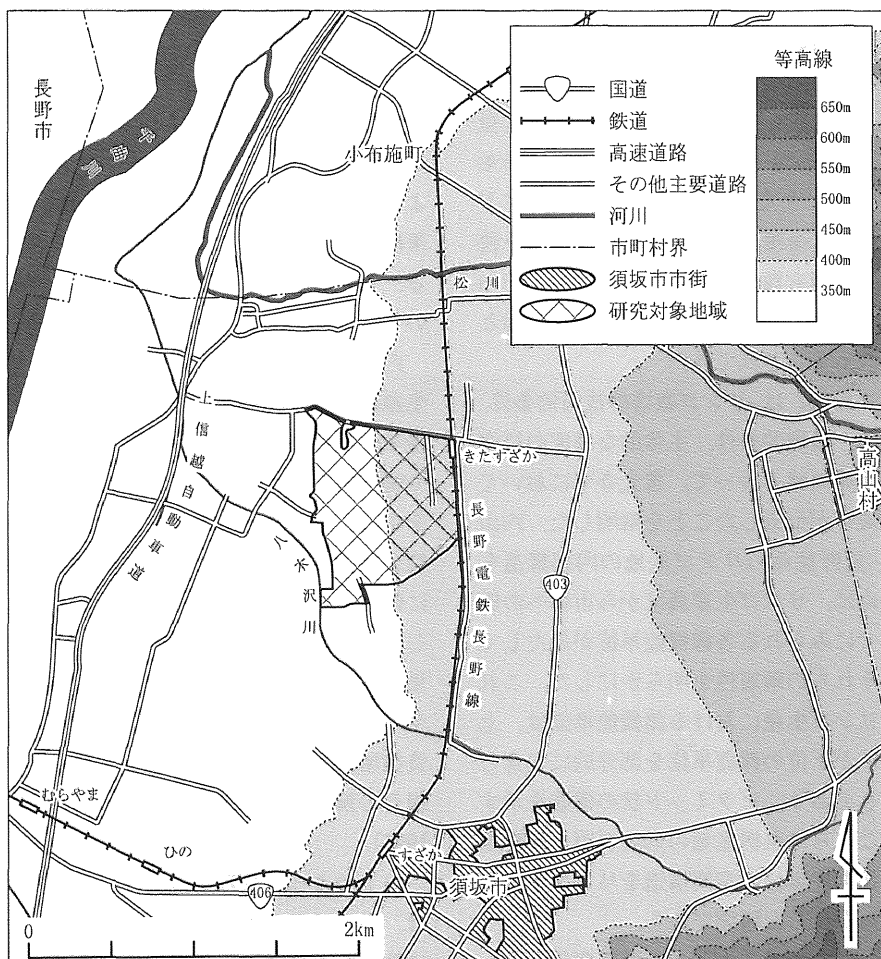 長野市
千曲川
小布施町
松川
上信越自動車道
きたすざか
長野電鉄長野線
八木沢川
403
高山村
むらやま
ひの
すざか
須坂市
406
0 2km
国道
鉄道
高速道路
その他主要道路
河川
市町村界
須坂市市街
研究対象地域
等高線
650m
600m
550m
500m
450m
400m
350m